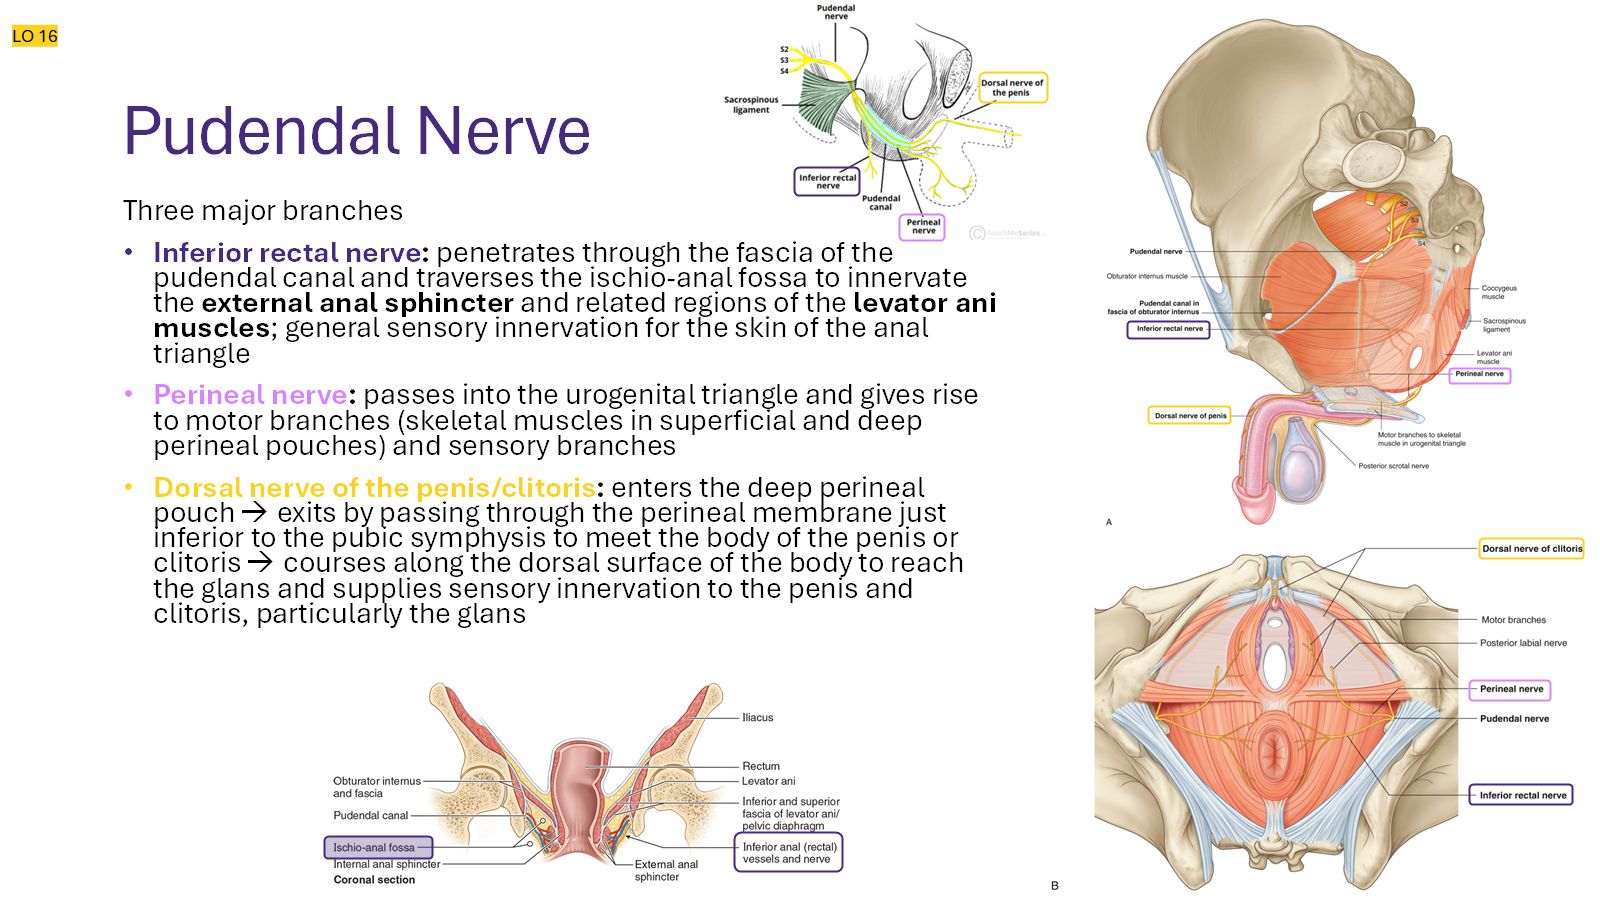 LO 16
Pudendal Nerve
Three major branches
• Inferior rectal nerve: penetrates through the fascia of the
pudendal canal and traverses the ischio-anal fossa to innervate
the external anal sphincter and related regions of the levator ani
muscles; general sensory innervation for the skin of the anal
triangle
• Perineal nerve: passes into the urogenital triangle and gives rise
to motor branches (skeletal muscles in superficial and deep
perineal pouches) and sensory branches
• Dorsal nerve of the penis/clitoris: enters the deep perineal
pouch → exits by passing through the perineal membrane just
inferior to the pubic symphysis to meet the body of the penis or
clitoris → courses along the dorsal surface of the body to reach
the glans and supplies sensory innervation to the penis and
clitoris, particularly the glans
Pudendal
nerve
S2
S3
S4
Sacrospinous
ligament
Dorsal nerve of
the penis
Inferior rectal
nerve
Pudendal
canal
Perineal
nerve
© TeachMeSeries
S2
S3
S4
Pudendal nerve
Obturator internus muscle
Pudendal canal in
fascia of obturator internus
Inferior rectal nerve
Dorsal nerve of penis
Coccygeus
muscle
Sacrospinous
ligament
Levator ani
muscle
Perineal nerve
Motor branches to skeletal
muscle in urogenital triangle
Posterior scrotal nerve
A
Dorsal nerve of clitoris
Motor branches
Posterior labial nerve
Perineal nerve
Pudendal nerve
Inferior rectal nerve
B
Obturator internus
and fascia
Pudendal canal
Ischio-anal fossa
Internal anal sphincter
Coronal section
Iliacus
Rectum
Levator ani
Inferior and superior
fascia of levator ani/
pelvic diaphragm
Inferior anal (rectal)
vessels and nerve
External anal
sphincter